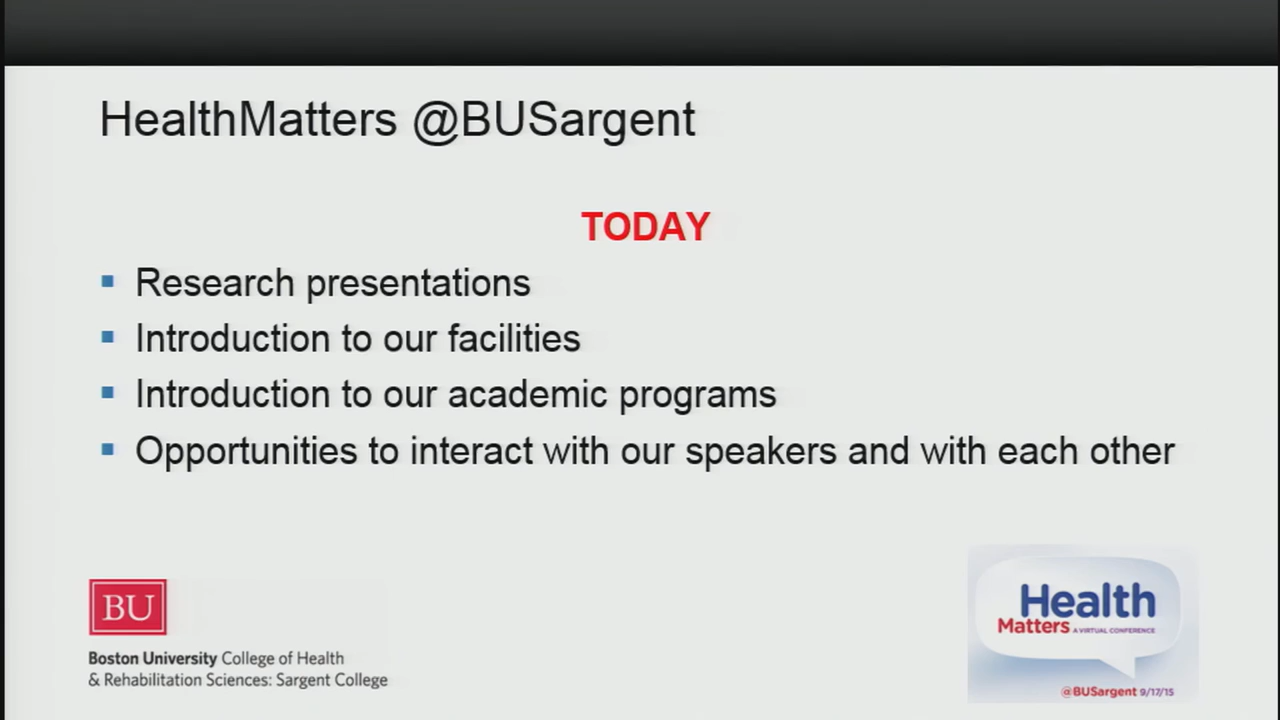 HealthMatters @BUSargent
TODAY
Research presentations
Introduction to our facilities
Introduction to our academic programs
Opportunities to interact with our speakers and with each other
BU
Boston University College of Health
& Rehabilitation Sciences: Sargent College
Health
Matters A VIRTUAL CONFERENCE
@BUSargent 9/17/15